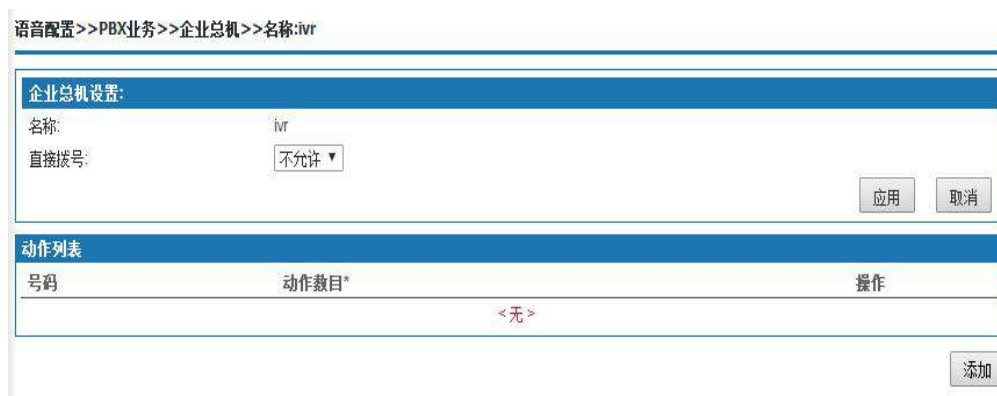 语音配置>>PBX业务>>企业总机>>名称:ivr
企业总机设置:
名称: ivr
直接拨号: 不允许
应用 取消
动作列表
号码 动作数目* 操作
<无>
添加